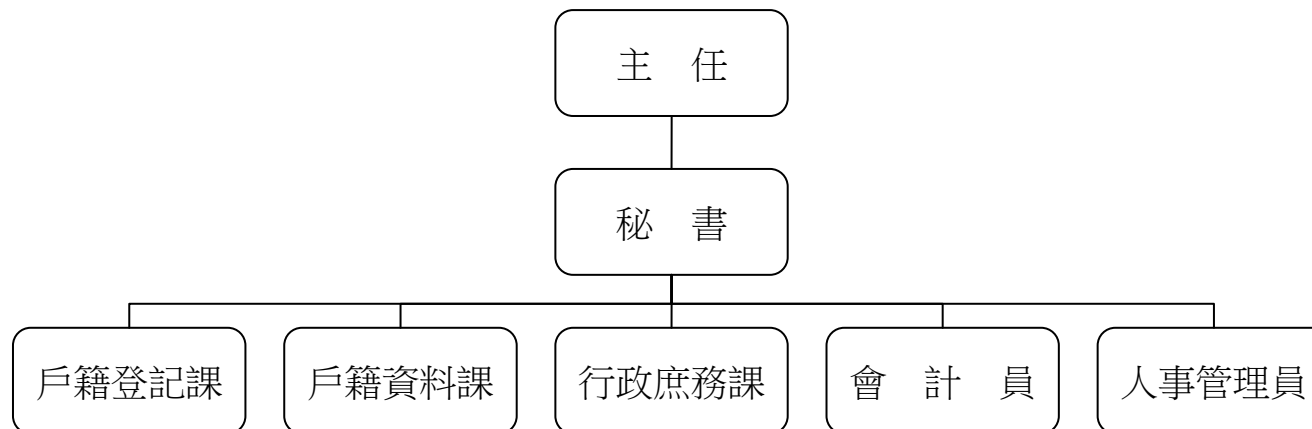 主　任
秘　書
戶籍登記課
戶籍資料課
行政庶務課
會　計　員
人事管理員